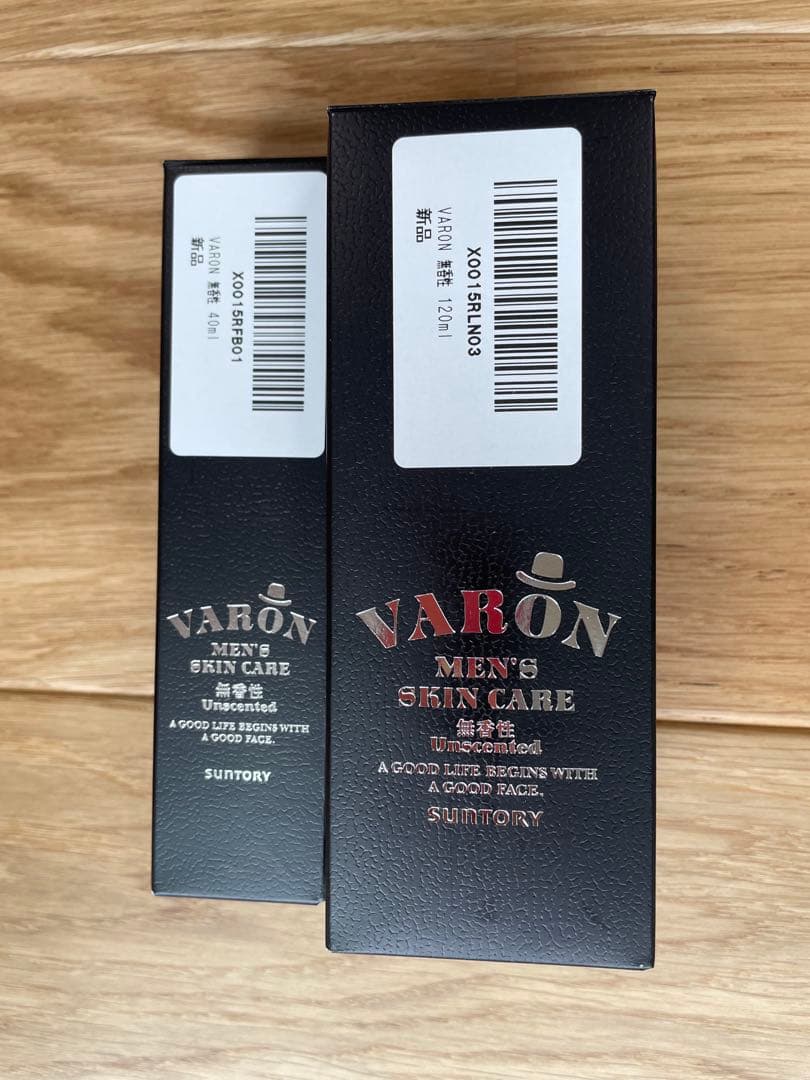 X0015RFB01
VARON 無香性 40ml
新品
VARON
MEN'S
SKIN CARE
無香性
Unscented
A GOOD LIFE BEGINS WITH
A GOOD FACE.
SUNTORY
X0015RLN03
VARON 無香性 120ml
新品
VARON
MEN'S
SKIN CARE
無香性
Unscented
A GOOD LIFE BEGINS WITH
A GOOD FACE.
SUNTORY